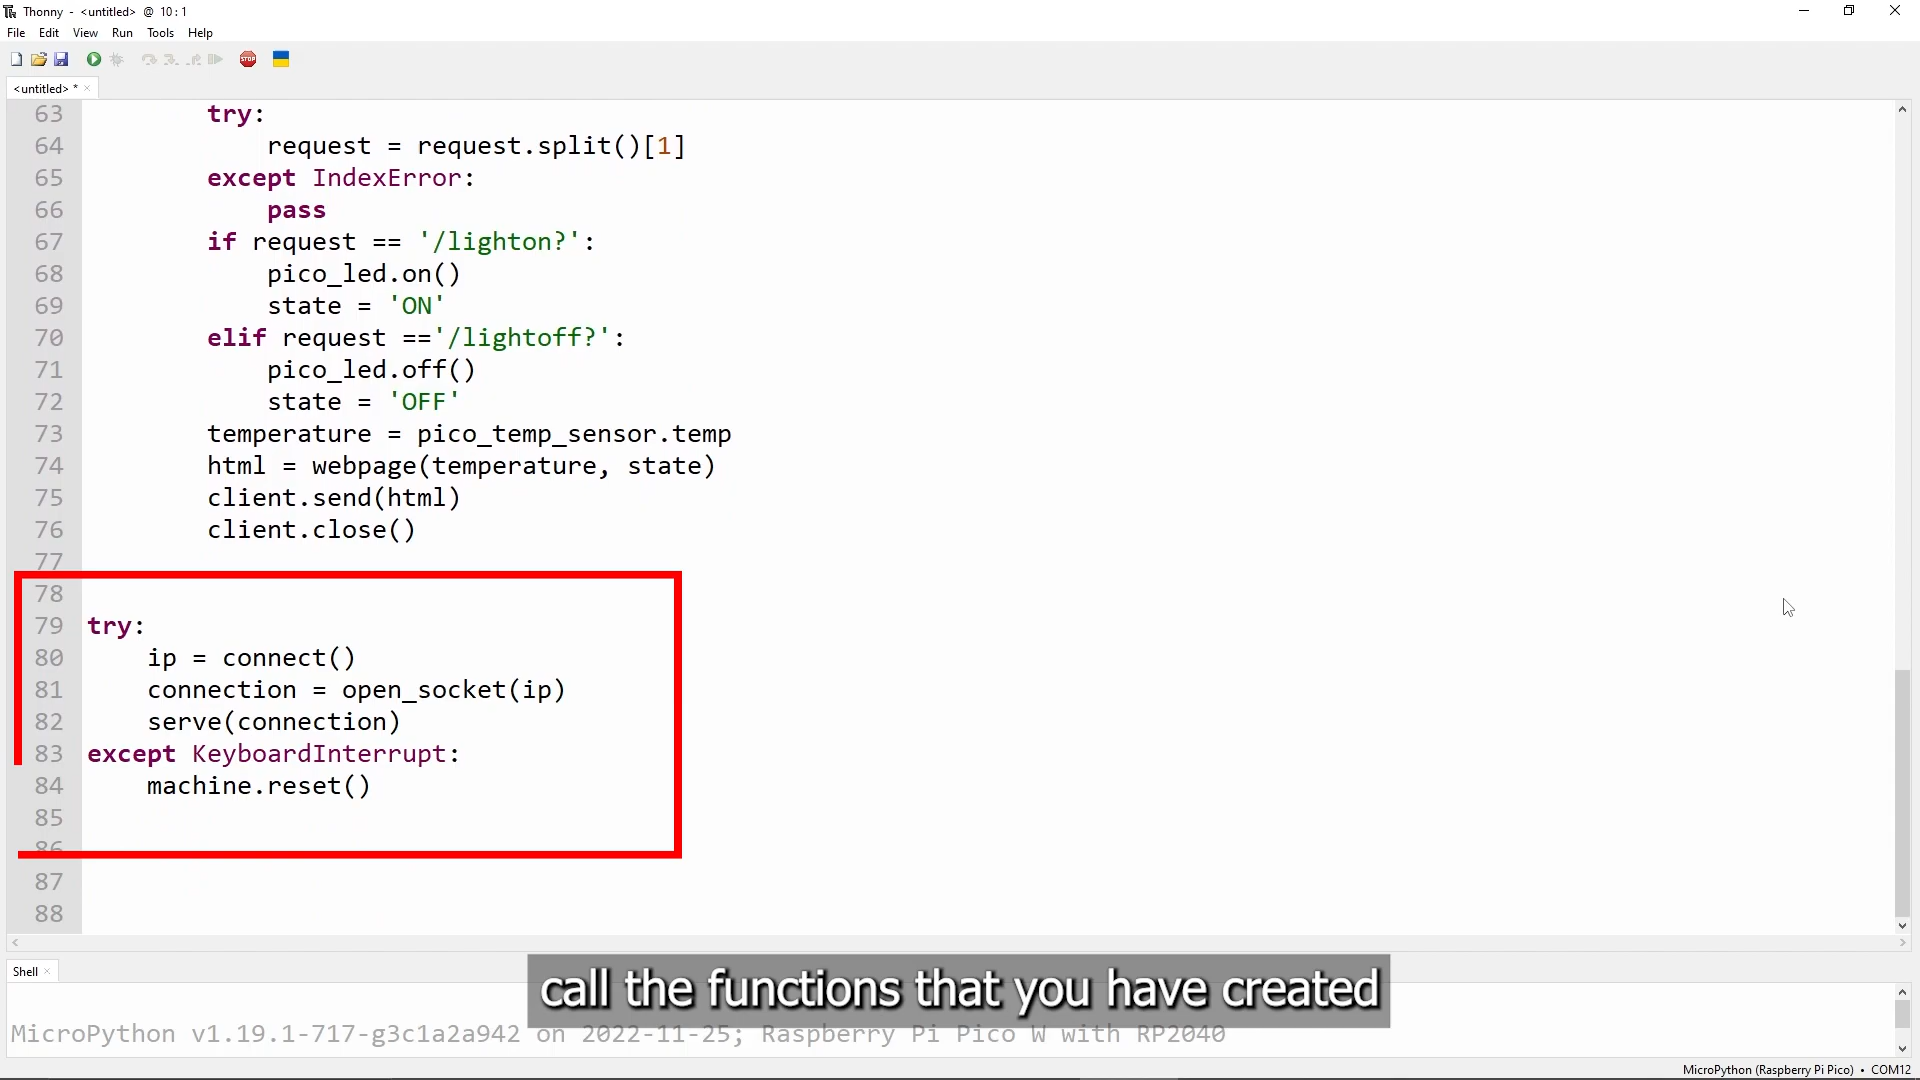 Thonny - <untitled> @ 10:1
File Edit View Run Tools Help
STOP
<untitled> *
63 try:
64 request = request.split()[1]
65 except IndexError:
66 pass
67 if request == '/lighton?':
68 pico_led.on()
69 state = 'ON'
70 elif request =='/lightoff?':
71 pico_led.off()
72 state = 'OFF'
73 temperature = pico_temp_sensor.temp
74 html = webpage(temperature, state)
75 client.send(html)
76 client.close()
77
78
79 try:
80 ip = connect()
81 connection = open_socket(ip)
82 serve(connection)
83 except KeyboardInterrupt:
84 machine.reset()
85
86
87
88
Shell
call the functions that you have created
MicroPython v1.19.1-717-g3c1a2a942 on 2022-11-25; Raspberry Pi Pico W with RP2040
MicroPython (Raspberry Pi Pico) • COM12